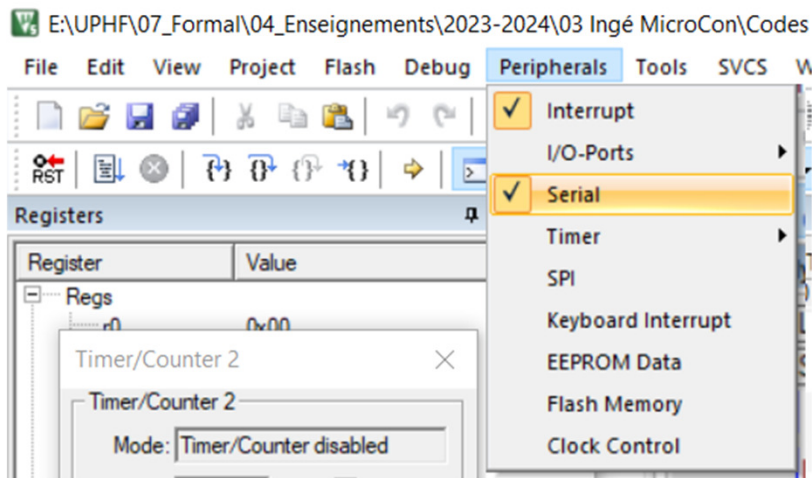 E:\UPHF\07_Formal\04_Enseignements\2023-2024\03 Ingé MicroCon\Codes
File Edit View Project Flash Debug Peripherals Tools SVCS
RST
Interrupt
I/O-Ports
Serial
Timer
SPI
Keyboard Interrupt
EEPROM Data
Flash Memory
Clock Control
Registers
Register Value
Regs
r0 0x00
Timer/Counter 2
Timer/Counter 2
Mode: Timer/Counter disabled